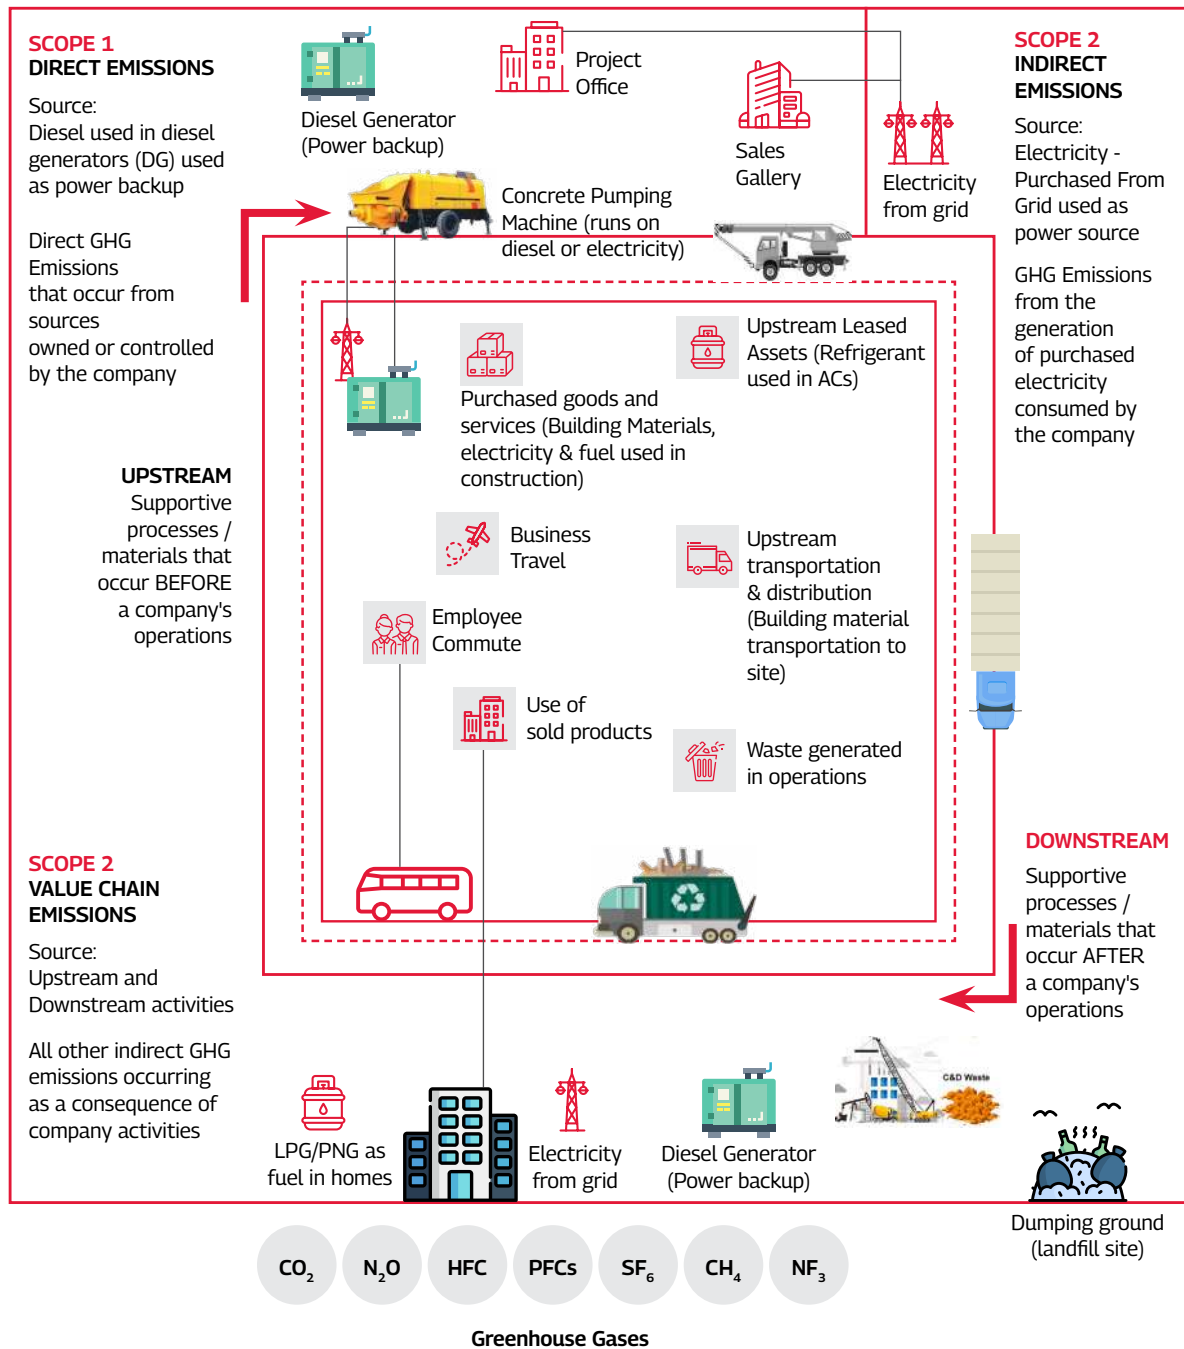 SCOPE 1
DIRECT EMISSIONS
Source:
Diesel used in diesel
generators (DG) used
as power backup
Direct GHG
Emissions
that occur from
sources
owned or controlled
by the company
Diesel Generator
(Power backup)
Project
Office
Sales
Gallery
Electricity
from grid
SCOPE 2
INDIRECT
EMISSIONS
Source:
Electricity -
Purchased From
Grid used as
power source
GHG Emissions
from the
generation
of purchased
electricity
consumed by
the company
Concrete Pumping
Machine (runs on
diesel or electricity)
Purchased goods and
services (Building Materials,
electricity & fuel used in
construction)
Upstream Leased
Assets (Refrigerant
used in ACs)
UPSTREAM
Supportive
processes /
materials that
occur BEFORE
a company's
operations
Business
Travel
Upstream
transportation
& distribution
(Building material
transportation to
site)
Employee
Commute
Use of
sold products
Waste generated
in operations
SCOPE 2
VALUE CHAIN
EMISSIONS
Source:
Upstream and
Downstream activities
All other indirect GHG
emissions occurring
as a consequence of
company activities
DOWNSTREAM
Supportive
processes /
materials that
occur AFTER
a company's
operations
LPG/PNG as
fuel in homes
Electricity
from grid
Diesel Generator
(Power backup)
C&D Waste
Dumping ground
(landfill site)
CO₂ N₂O HFC PFCs SF₆ CH₄ NF₃
Greenhouse Gases